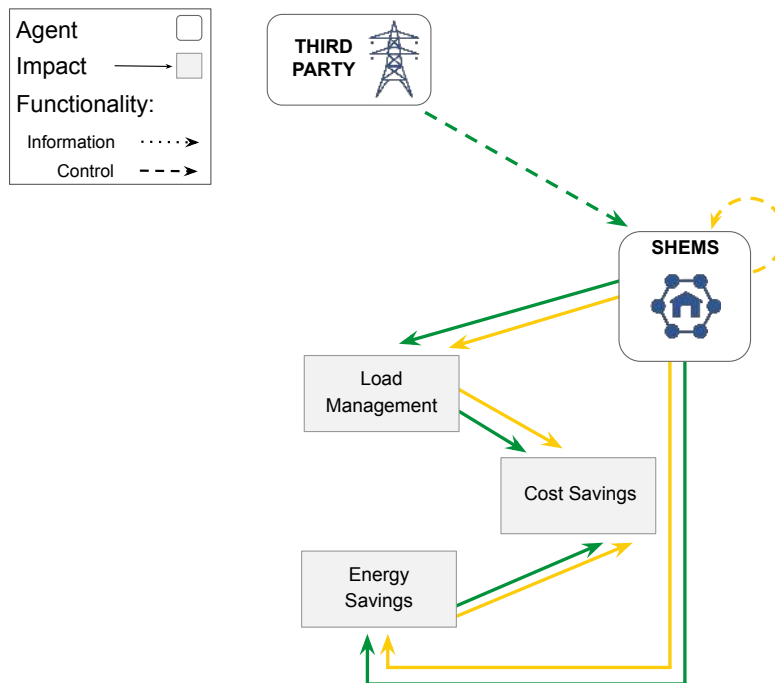 Agent
Impact
Functionality:
Information
Control
THIRD
PARTY
SHEMS
Load
Management
Cost Savings
Energy
Savings